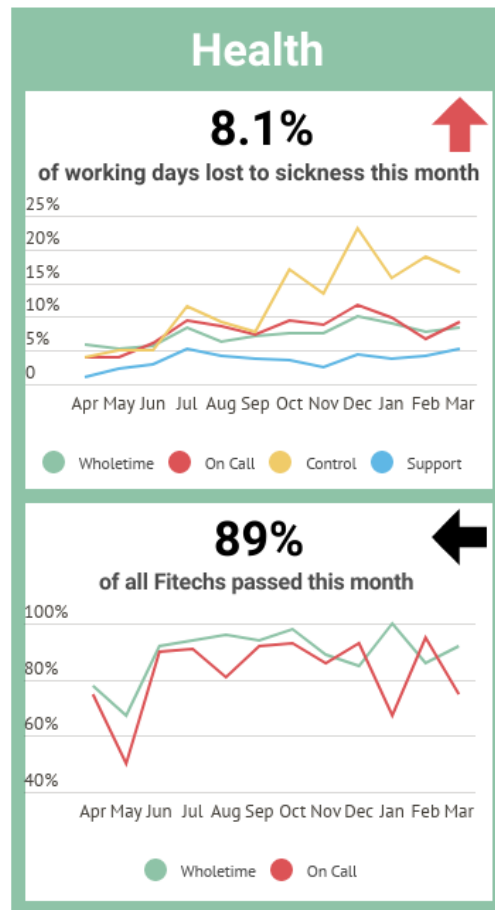 Health
8.1%
of working days lost to sickness this month
25%
20%
15%
10%
5%
0
Apr May Jun Jul Aug Sep Oct Nov Dec Jan Feb Mar
Wholetime On Call Control Support
89%
of all Fitechs passed this month
100%
80%
60%
40%
Apr May Jun Jul Aug Sep Oct Nov Dec Jan Feb Mar
Wholetime On Call